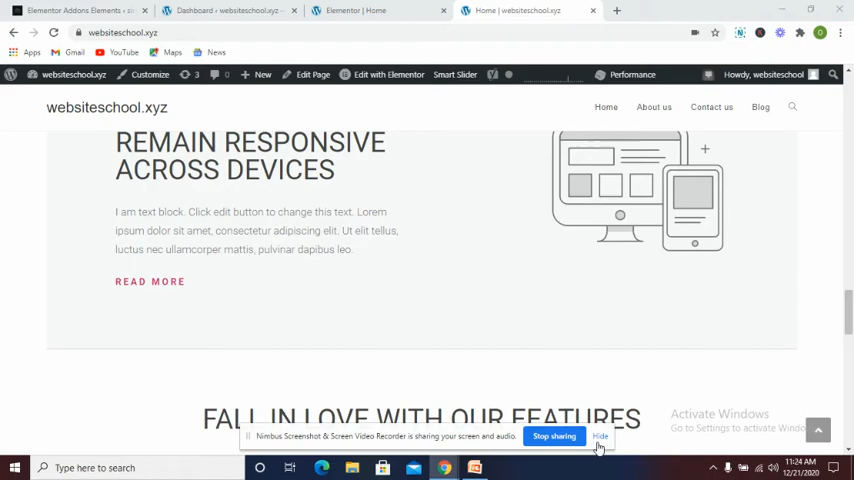 Elementor Addons Elements ‹ si
Dashboard ‹ websiteschool.xyz —
Elementor | Home
Home | websiteschool.xyz
websiteschool.xyz
Apps
Gmail
YouTube
Maps
News
websiteschool.xyz
Customize
3
0
New
Edit Page
Edit with Elementor
Smart Slider
Performance
Howdy, websiteschool
websiteschool.xyz
Home
About us
Contact us
Blog
REMAIN RESPONSIVE
ACROSS DEVICES
I am text block. Click edit button to change this text. Lorem
ipsum dolor sit amet, consectetur adipiscing elit. Ut elit tellus,
luctus nec ullamcorper mattis, pulvinar dapibus leo.
READ MORE
FALL IN LOVE WITH OUR FEATURES
Nimbus Screenshot & Screen Video Recorder is sharing your screen and audio.
Stop sharing
Hide
Activate Windows
Go to Settings to activate Windo
Type here to search
11:24 AM
12/21/2020